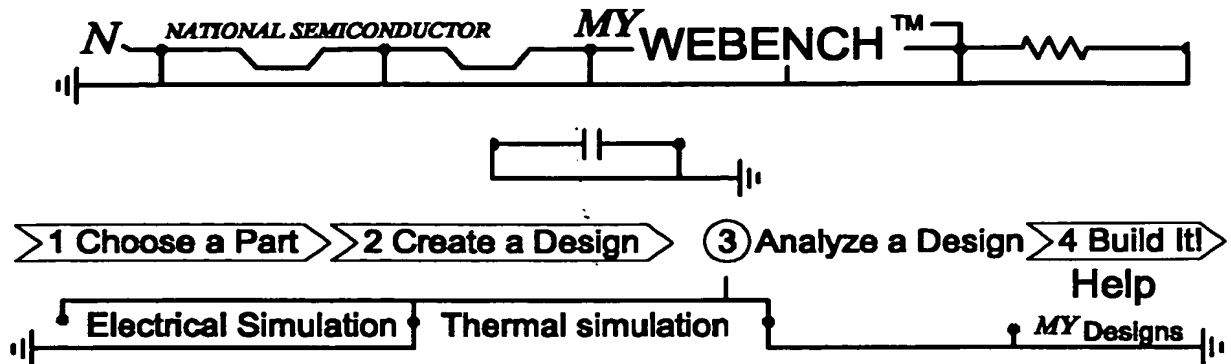 N NATIONAL SEMICONDUCTOR MY WEBENCH™
1 Choose a Part 2 Create a Design 3 Analyze a Design 4 Build It!
Help
Electrical Simulation Thermal simulation MY Designs